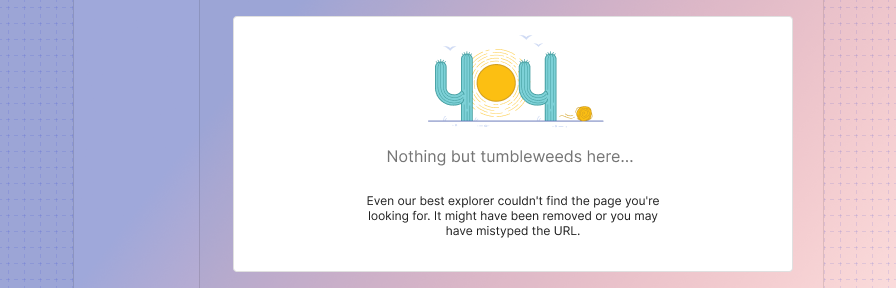 404
Nothing but tumbleweeds here...
Even our best explorer couldn't find the page you're
looking for. It might have been removed or you may
have mistyped the URL.